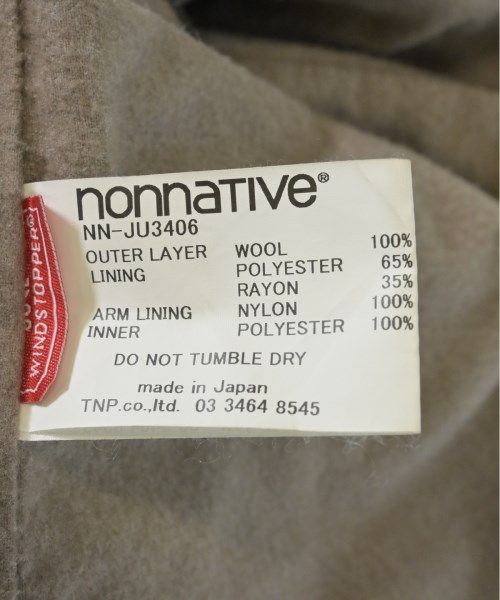 nonnative®
NN-JU3406
OUTER LAYER WOOL 100%
LINING POLYESTER 65%
RAYON 35%
ARM LINING NYLON 100%
INNER POLYESTER 100%
DO NOT TUMBLE DRY
made in Japan
TNP.co.,ltd. 03 3464 8545
WINDSTOPPER®